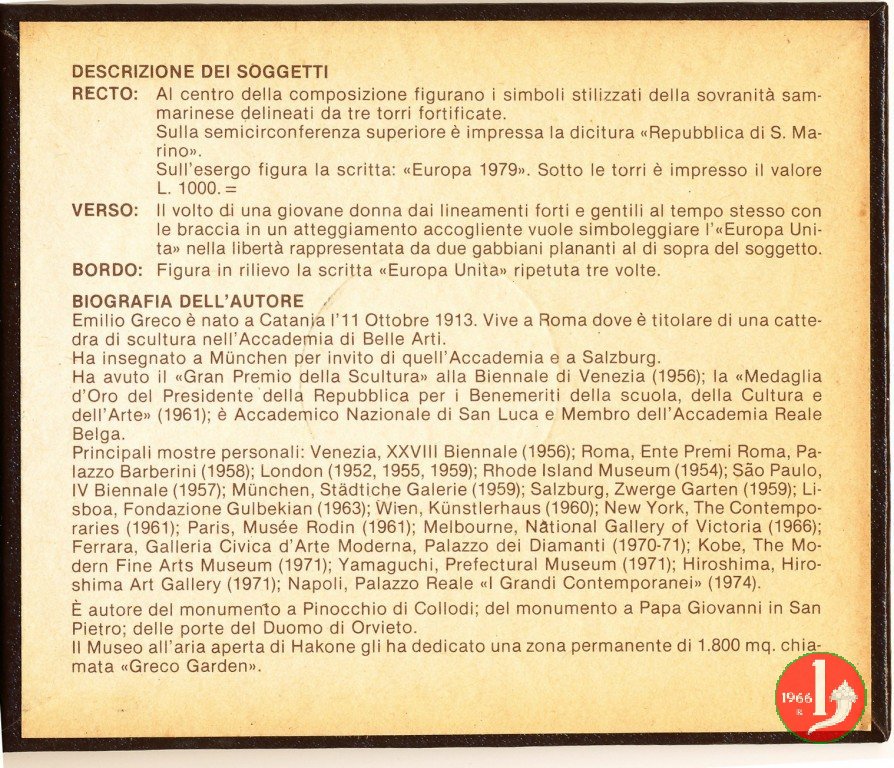 DESCRIZIONE DEI SOGGETTI
RECTO: Al centro della composizione figurano i simboli stilizzati della sovranità sam-
marinese delineati da tre torri fortificate.
Sulla semicirconferenza superiore è impressa la dicitura «Repubblica di S. Ma-
rino».
Sull'esergo figura la scritta: «Europa 1979». Sotto le torri è impresso il valore
L. 1000. =
VERSO: Il volto di una giovane donna dai lineamenti forti e gentili al tempo stesso con
le braccia in un atteggiamento accogliente vuole simboleggiare l'«Europa Uni-
ta» nella libertà rappresentata da due gabbiani plananti al di sopra del soggetto.
BORDO: Figura in rilievo la scritta «Europa Unita» ripetuta tre volte.
BIOGRAFIA DELL'AUTORE
Emilio Greco è nato a Catania l'11 Ottobre 1913. Vive a Roma dove è titolare di una catte-
dra di scultura nell'Accademia di Belle Arti.
Ha insegnato a München per invito di quell'Accademia e a Salzburg.
Ha avuto il «Gran Premio della Scultura» alla Biennale di Venezia (1956); la «Medaglia
d'Oro del Presidente della Repubblica per i Benemeriti della scuola, della Cultura e
dell'Arte» (1961); è Accademico Nazionale di San Luca e Membro dell'Accademia Reale
Belga.
Principali mostre personali: Venezia, XXVIII Biennale (1956); Roma, Ente Premi Roma, Pa-
lazzo Barberini (1958); London (1952, 1955, 1959); Rhode Island Museum (1954); São Paulo,
IV Biennale (1957); München, Städtiche Galerie (1959); Salzburg, Zwerge Garten (1959); Li-
sboa, Fondazione Gulbekian (1963); Wien, Künstlerhaus (1960); New York, The Contempo-
raries (1961); Paris, Musée Rodin (1961); Melbourne, National Gallery of Victoria (1966);
Ferrara, Galleria Civica d'Arte Moderna, Palazzo dei Diamanti (1970-71); Kobe, The Mo-
dern Fine Arts Museum (1971); Yamaguchi, Prefectural Museum (1971); Hiroshima, Hiro-
shima Art Gallery (1971); Napoli, Palazzo Reale «I Grandi Contemporanei» (1974).
È autore del monumento a Pinocchio di Collodi; del monumento a Papa Giovanni in San
Pietro; delle porte del Duomo di Orvieto.
Il Museo all'aria aperta di Hakone gli ha dedicato una zona permanente di 1.800 mq. chia-
mata «Greco Garden».
1966 1
R